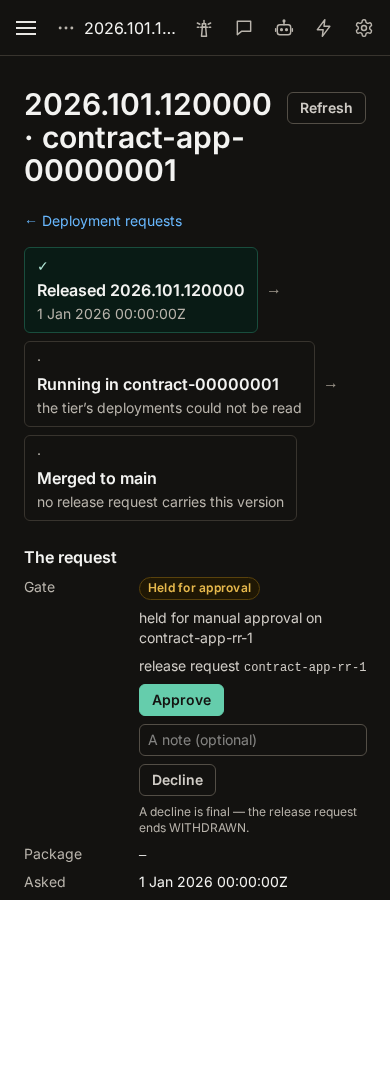 2026.101.1...
2026.101.120000
· contract-app-
00000001
Refresh
← Deployment requests
✓
Released 2026.101.120000
1 Jan 2026 00:00:00Z
→
·
Running in contract-00000001
the tier's deployments could not be read
→
·
Merged to main
no release request carries this version
The request
Gate
Held for approval
held for manual approval on
contract-app-rr-1
release request contract-app-rr-1
Approve
A note (optional)
Decline
A decline is final — the release request
ends WITHDRAWN.
Package
–
Asked
1 Jan 2026 00:00:00Z